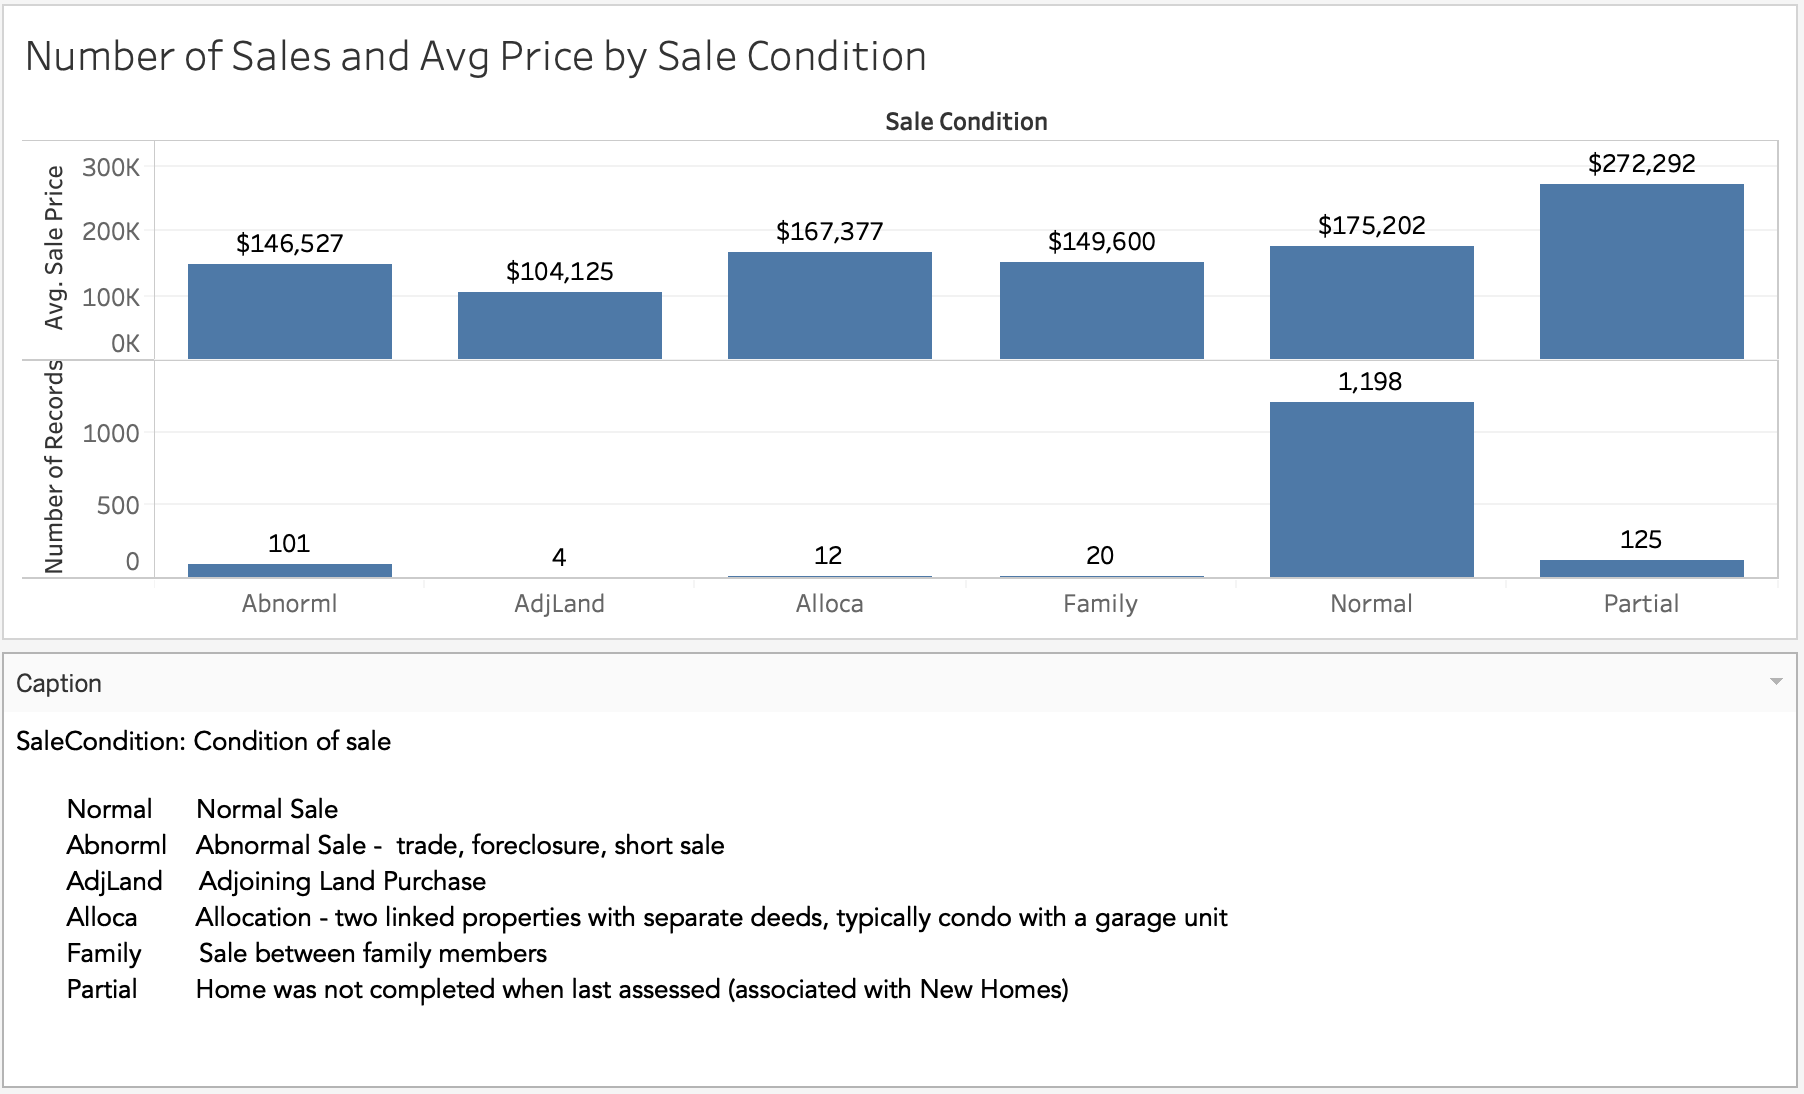 Number of Sales and Avg Price by Sale Condition
Sale Condition
Avg. Sale Price
300K
200K
100K
0K
$146,527
$104,125
$167,377
$149,600
$175,202
$272,292
Number of Records
1000
500
0
101
4
12
20
1,198
125
Abnorml AdjLand Alloca Family Normal Partial
Caption
SaleCondition: Condition of sale
Normal Normal Sale
Abnorml Abnormal Sale -  trade, foreclosure, short sale
AdjLand Adjoining Land Purchase
Alloca Allocation - two linked properties with separate deeds, typically condo with a garage unit
Family Sale between family members
Partial Home was not completed when last assessed (associated with New Homes)